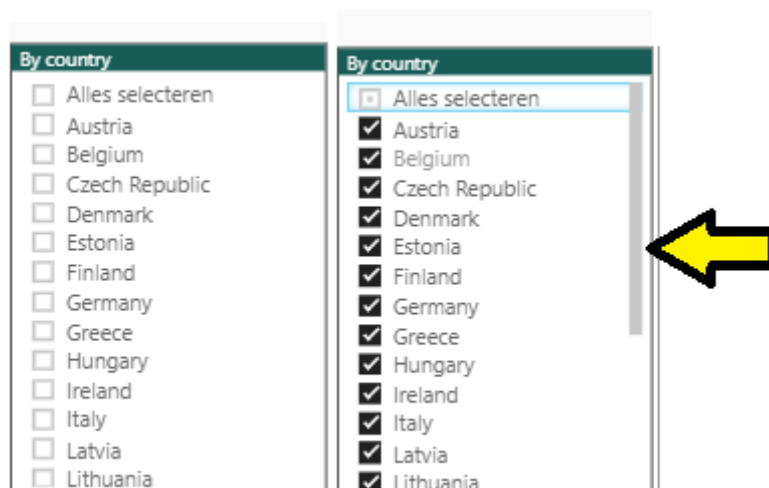 By country
Alles selecteren
Austria
Belgium
Czech Republic
Denmark
Estonia
Finland
Germany
Greece
Hungary
Ireland
Italy
Latvia
Lithuania
By country
Alles selecteren
Austria
Belgium
Czech Republic
Denmark
Estonia
Finland
Germany
Greece
Hungary
Ireland
Italy
Latvia
Lithuania